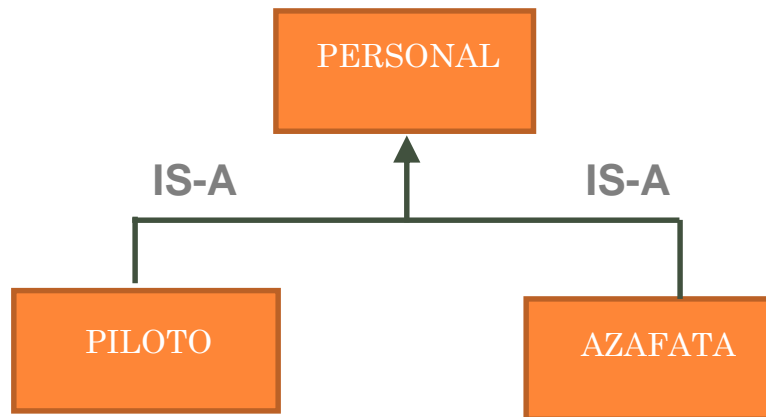 PERSONAL
IS-A
IS-A
PILOTO
AZAFATA